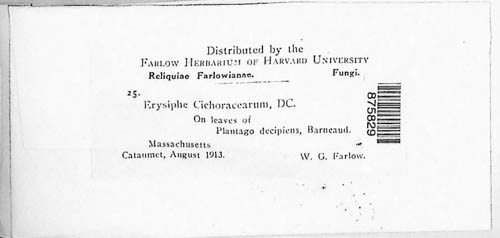 Distributed by the
FARLOW HERBARIUM OF HARVARD UNIVERSITY
Reliquiae Farlowianae. Fungi.
25.
Erysiphe Cichoracearum, DC.
On leaves of
Plantago decipiens, Barneaud.
Massachusetts
Cataumet, August 1913. W. G. Farlow.
875829